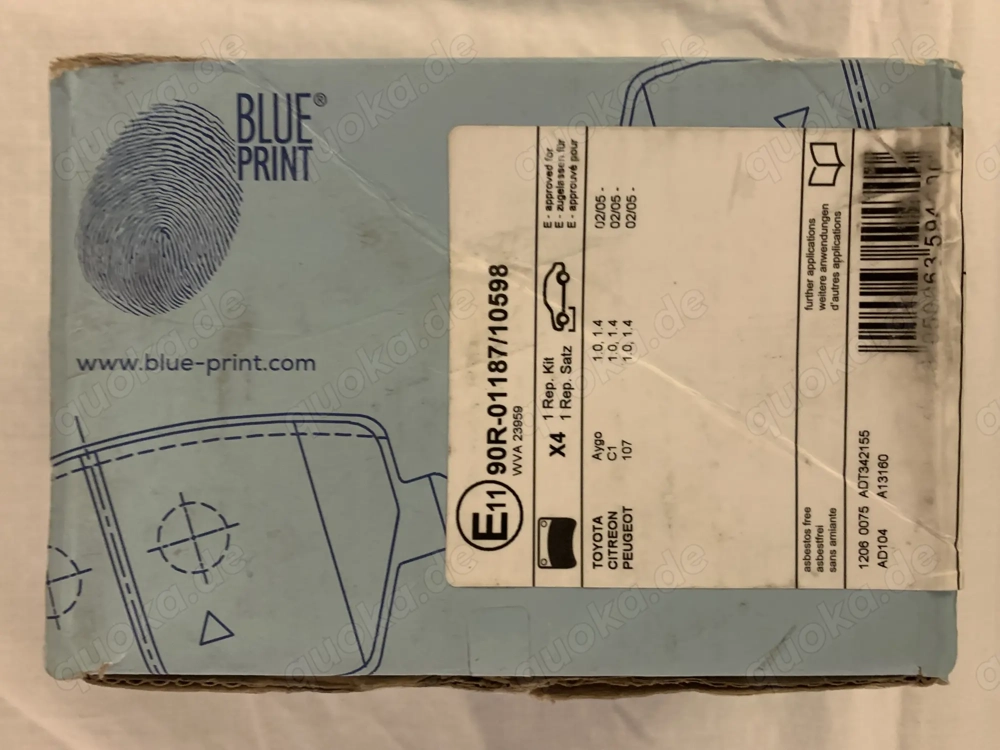 BLUE®
PRINT
www.blue-print.com
E11 90R-01187/10598
WVA 23959
X4 1 Rep. Kit
1 Rep. Satz
E - approved for
E - zugelassen für
E - approuvé pour
TOYOTA Aygo 1.0, 1.4 02/05 -
CITREON C1 1.0, 1.4 02/05 -
PEUGEOT 107 1.0, 1.4 02/05 -
asbestos free
asbestfrei
sans amiante
further applications
weitere anwendungen
d'autres applications
1206 0075 ADT342155
AD104 A13160
quoka.de